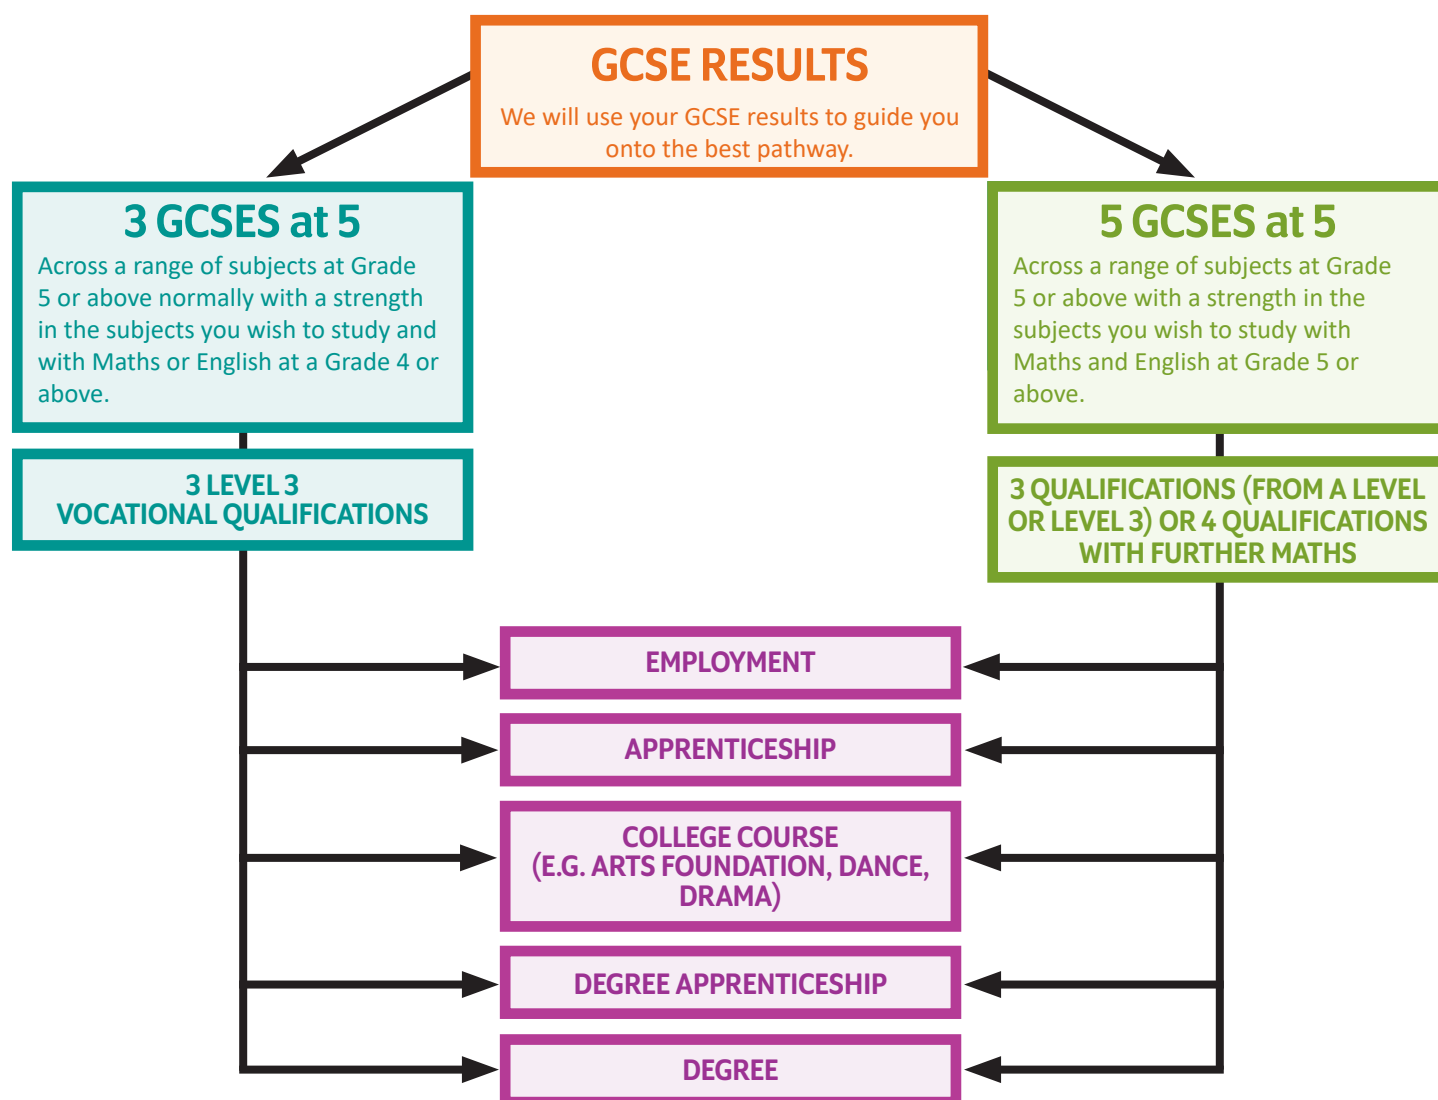 GCSE RESULTS
We will use your GCSE results to guide you
onto the best pathway.
3 GCSES at 5
Across a range of subjects at Grade
5 or above normally with a strength
in the subjects you wish to study and
with Maths or English at a Grade 4 or
above.
5 GCSES at 5
Across a range of subjects at Grade
5 or above with a strength in the
subjects you wish to study with
Maths and English at Grade 5 or
above.
3 LEVEL 3
VOCATIONAL QUALIFICATIONS
3 QUALIFICATIONS (FROM A LEVEL
OR LEVEL 3) OR 4 QUALIFICATIONS
WITH FURTHER MATHS
EMPLOYMENT
APPRENTICESHIP
COLLEGE COURSE
(E.G. ARTS FOUNDATION, DANCE,
DRAMA)
DEGREE APPRENTICESHIP
DEGREE